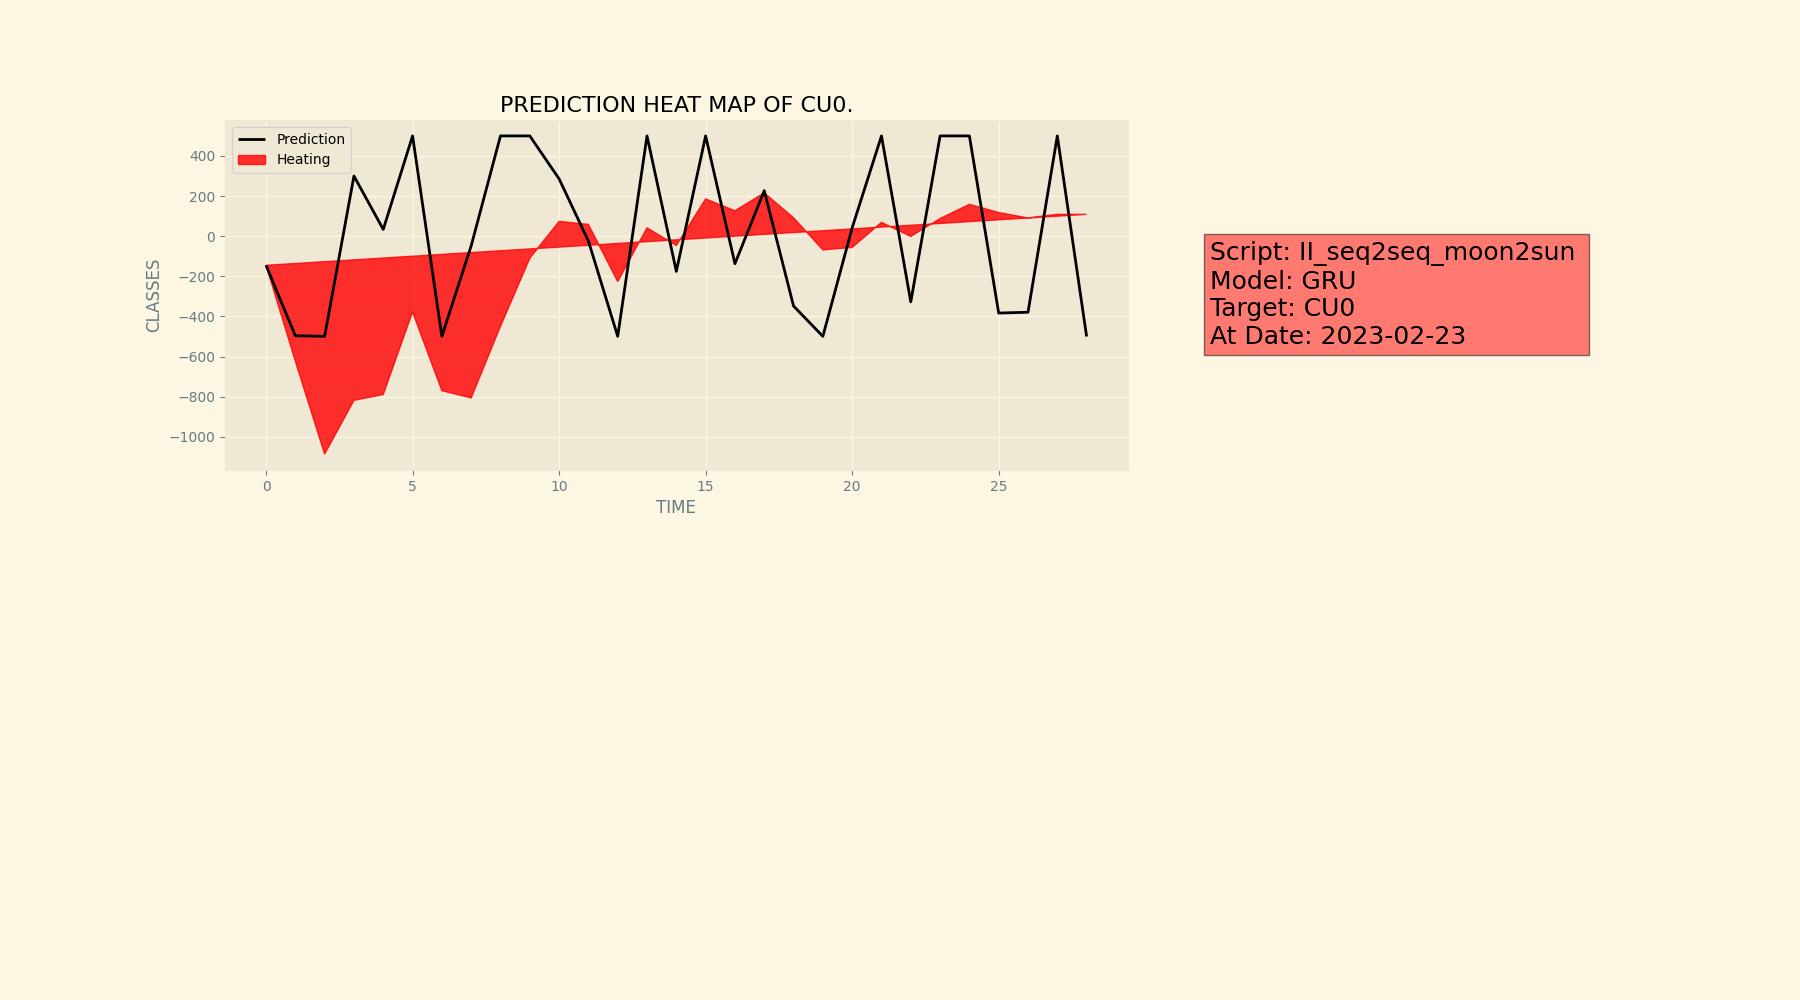 PREDICTION HEAT MAP OF CU0.
Prediction
Heating
CLASSES
400
200
0
−200
−400
−600
−800
−1000
0 5 10 15 20 25
TIME
Script: II_seq2seq_moon2sun
Model: GRU
Target: CU0
At Date: 2023-02-23